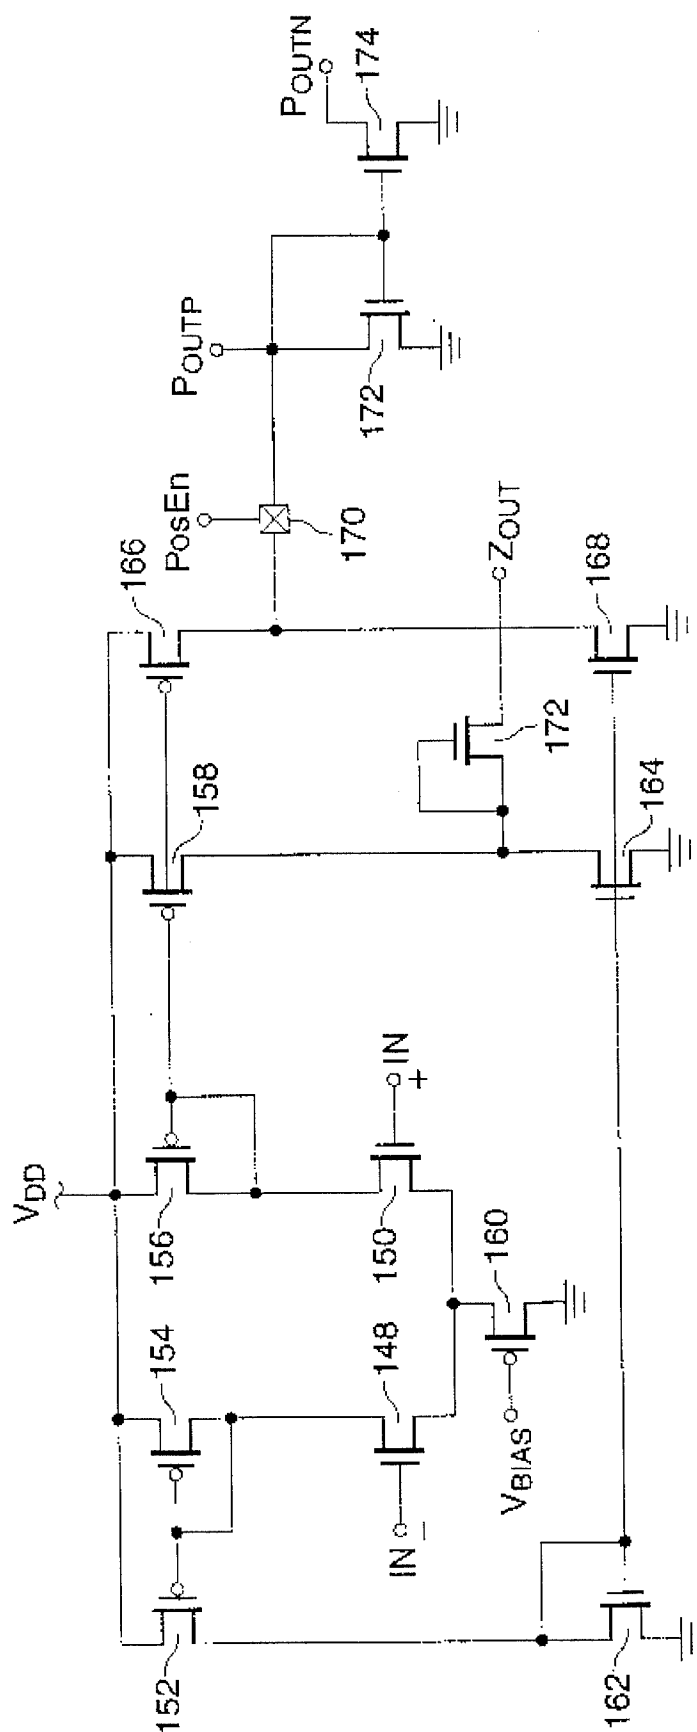 VDD
152
154
156
158
166
PosEn
170
POUTP
POUTN
174
172
148
150
IN
+
IN
−
VBIAS
160
172
ZOUT
162
164
168